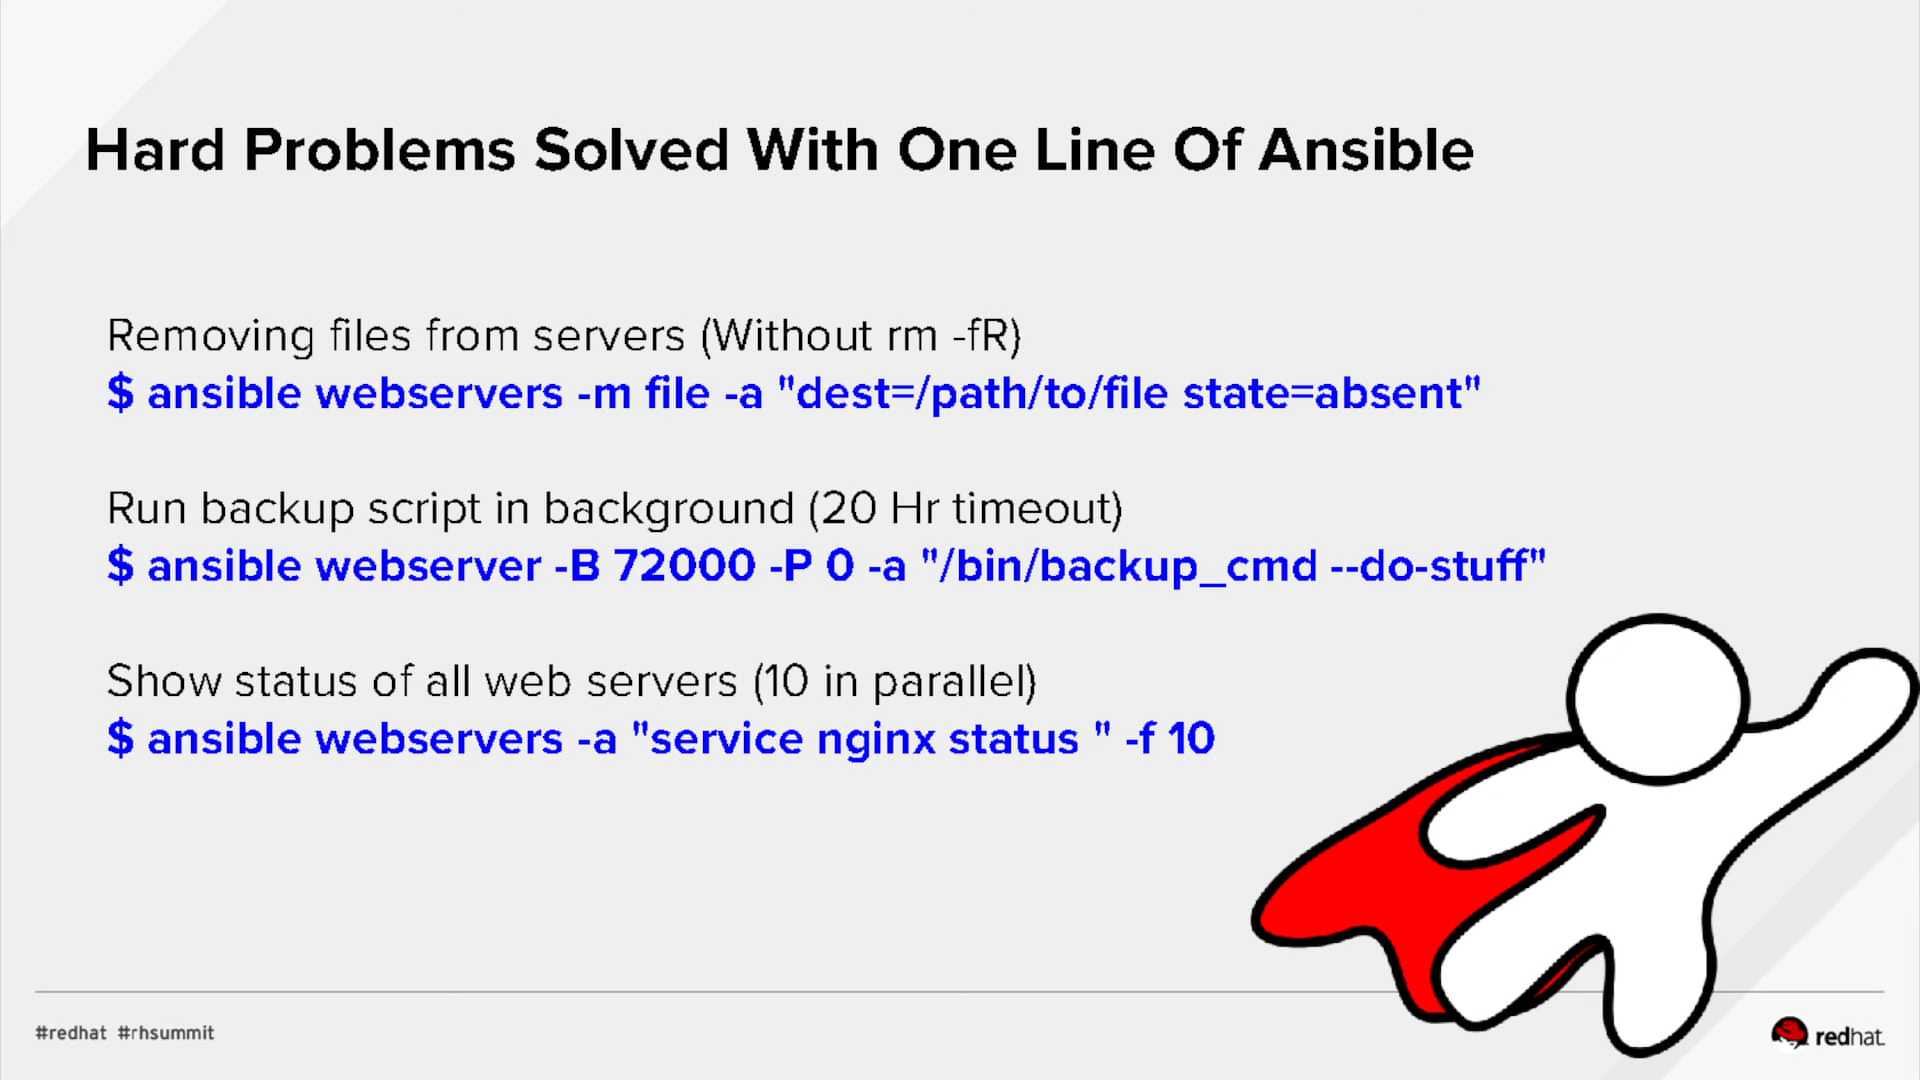 Hard Problems Solved With One Line Of Ansible
Removing files from servers (Without rm -fR)
$ ansible webservers -m file -a "dest=/path/to/file state=absent"
Run backup script in background (20 Hr timeout)
$ ansible webserver -B 72000 -P 0 -a "/bin/backup_cmd --do-stuff"
Show status of all web servers (10 in parallel)
$ ansible webservers -a "service nginx status " -f 10
#redhat #rhsummit
redhat.